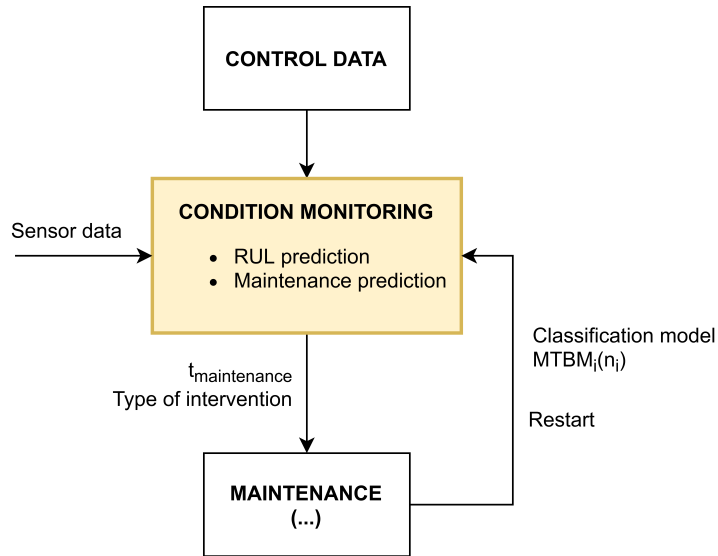 CONTROL DATA
CONDITION MONITORING
Sensor data
• RUL prediction
• Maintenance prediction
Classification model
MTBMᵢ(nᵢ)
t_maintenance
Type of intervention
Restart
MAINTENANCE
(...)